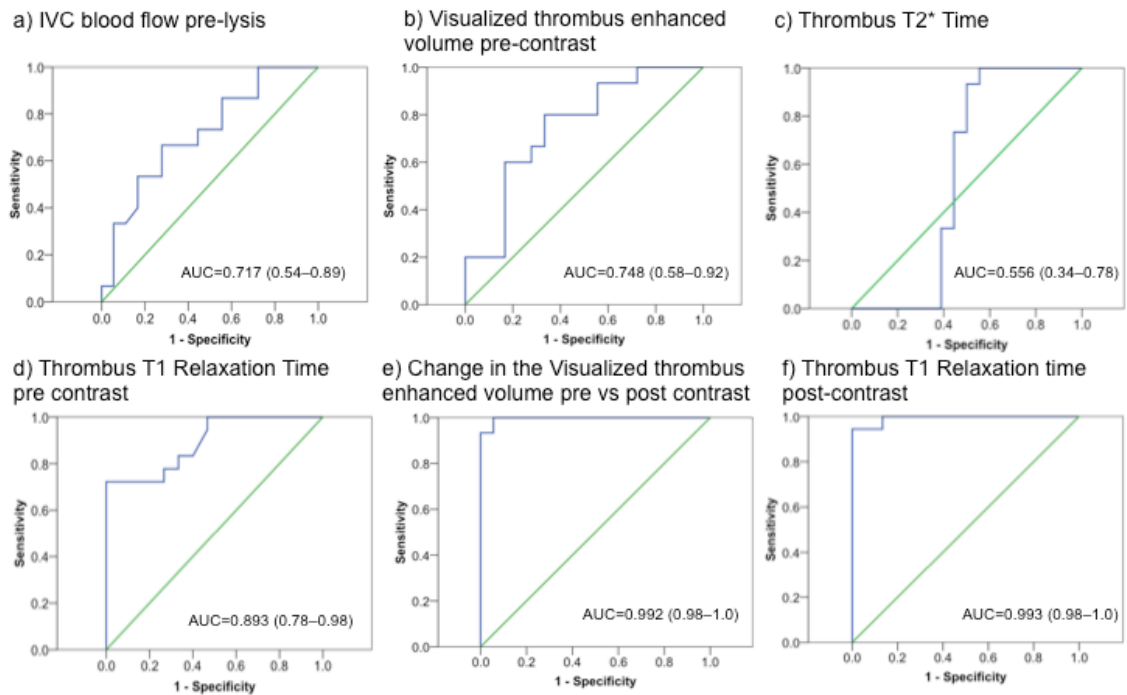 a) IVC blood flow pre-lysis
1.0
0.8
0.6
0.4
0.2
0.0
Sensitivity
AUC=0.717 (0.54–0.89)
0.0 0.2 0.4 0.6 0.8 1.0
1 - Specificity
b) Visualized thrombus enhanced
volume pre-contrast
1.0
0.8
0.6
0.4
0.2
0.0
Sensitivity
AUC=0.748 (0.58–0.92)
0.0 0.2 0.4 0.6 0.8 1.0
1 - Specificity
c) Thrombus T2* Time
1.0
0.8
0.6
0.4
0.2
0.0
Sensitivity
AUC=0.556 (0.34–0.78)
0.0 0.2 0.4 0.6 0.8 1.0
1 - Specificity
d) Thrombus T1 Relaxation Time
pre contrast
1.0
0.8
0.6
0.4
0.2
0.0
Sensitivity
AUC=0.893 (0.78–0.98)
0.0 0.2 0.4 0.6 0.8 1.0
1 - Specificity
e) Change in the Visualized thrombus
enhanced volume pre vs post contrast
1.0
0.8
0.6
0.4
0.2
0.0
Sensitivity
AUC=0.992 (0.98–1.0)
0.0 0.2 0.4 0.6 0.8 1.0
1 - Specificity
f) Thrombus T1 Relaxation time
post-contrast
1.0
0.8
0.6
0.4
0.2
0.0
Sensitivity
AUC=0.993 (0.98–1.0)
0.0 0.2 0.4 0.6 0.8 1.0
1 - Specificity